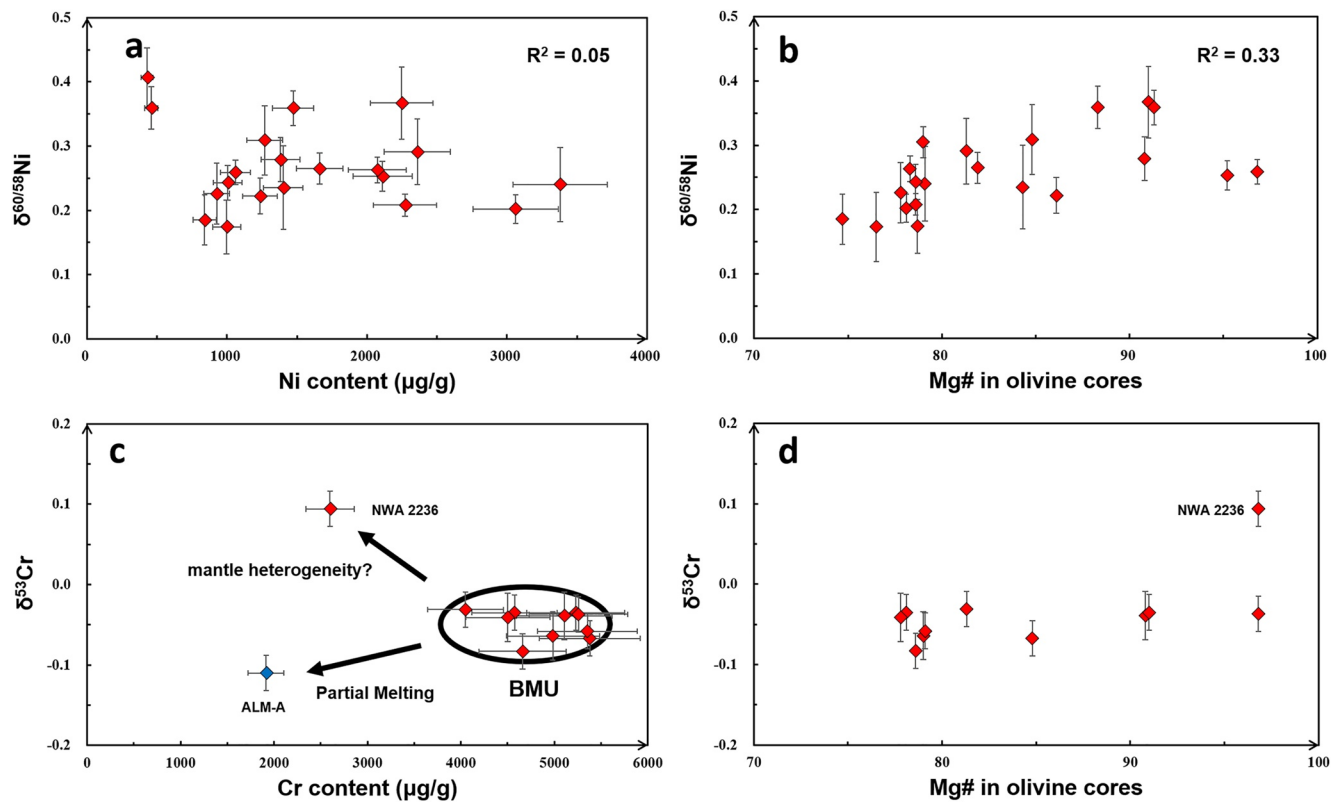 a
R² = 0.05
0.5
0.4
0.3
0.2
0.1
0.0
δ⁶⁰/⁵⁸Ni
0
1000
2000
3000
4000
Ni content (µg/g)
b
R² = 0.33
0.5
0.4
0.3
0.2
0.1
0.0
δ⁶⁰/⁵⁸Ni
70
80
90
100
Mg# in olivine cores
c
0.2
0.1
0.0
-0.1
-0.2
δ⁵³Cr
NWA 2236
mantle heterogeneity?
Partial Melting
BMU
ALM-A
0
1000
2000
3000
4000
5000
6000
Cr content (µg/g)
d
0.2
0.1
0.0
-0.1
-0.2
δ⁵³Cr
NWA 2236
70
80
90
100
Mg# in olivine cores